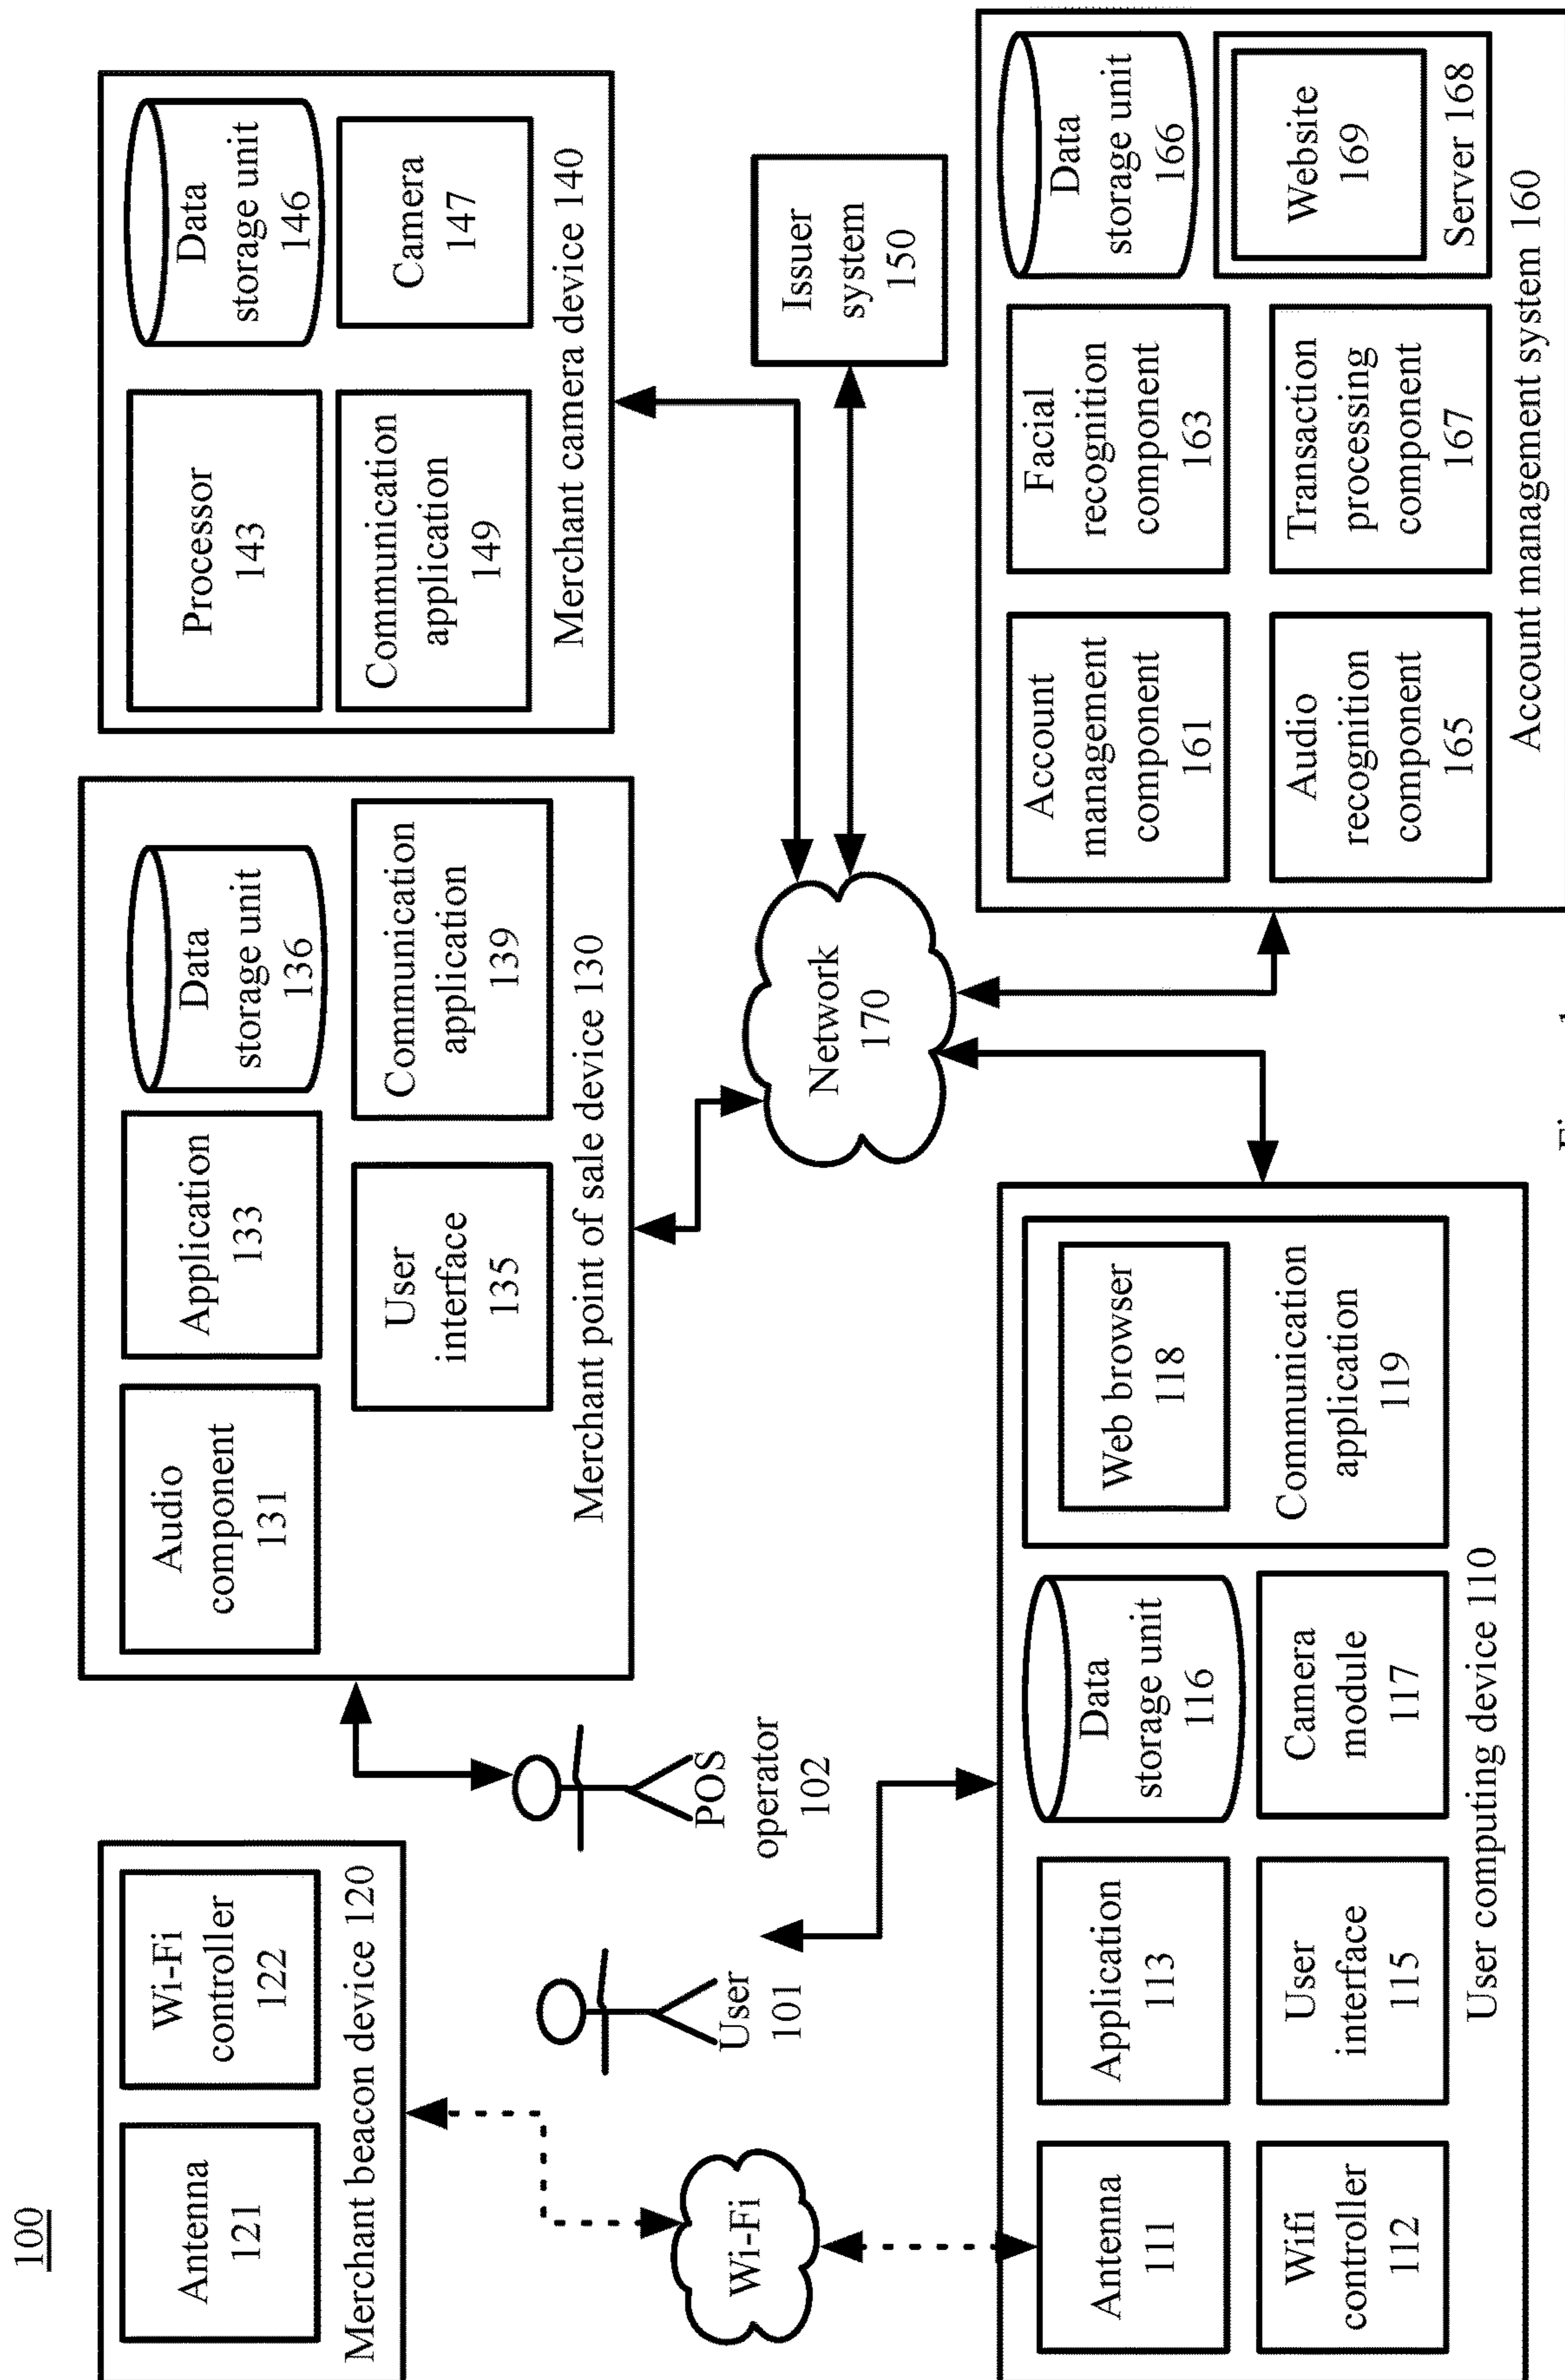 100
Antenna
121
Wi-Fi
controller
122
Merchant beacon device 120
Audio
component
131
Application
133
Data
storage unit
136
User
interface
135
Communication
application
139
Merchant point of sale device 130
Processor
143
Data
storage unit
146
Communication
application
149
Camera
147
Merchant camera device 140
Wi-Fi
User
101
POS
operator
102
Network
170
Issuer
system
150
Antenna
111
Application
113
Data
storage unit
116
Web browser
118
Communication
application
119
Wifi
controller
112
User
interface
115
Camera
module
117
User computing device 110
Account
management
component
161
Facial
recognition
component
163
Data
storage unit
166
Audio
recognition
component
165
Transaction
processing
component
167
Website
169
Server 168
Account management system 160